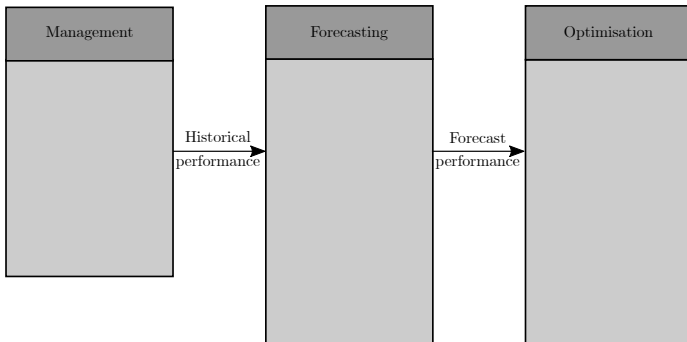 Management
Forecasting
Optimisation
Historical
performance
Forecast
performance